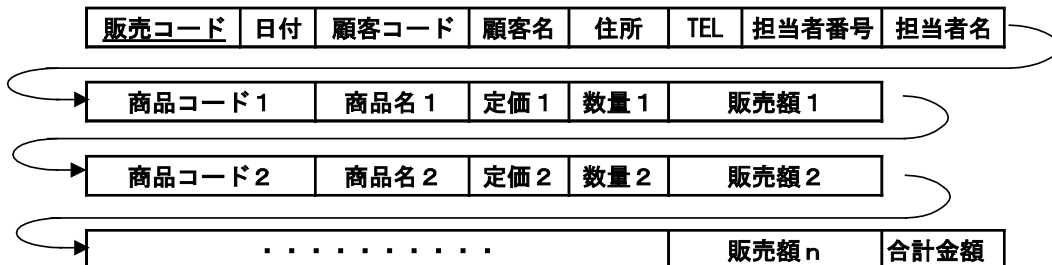 販売コード 日付 顧客コード 顧客名 住所 TEL 担当者番号 担当者名
商品コード1 商品名1 定価1 数量1 販売額1
商品コード2 商品名2 定価2 数量2 販売額2
・・・・・・・・・・ 販売額n 合計金額